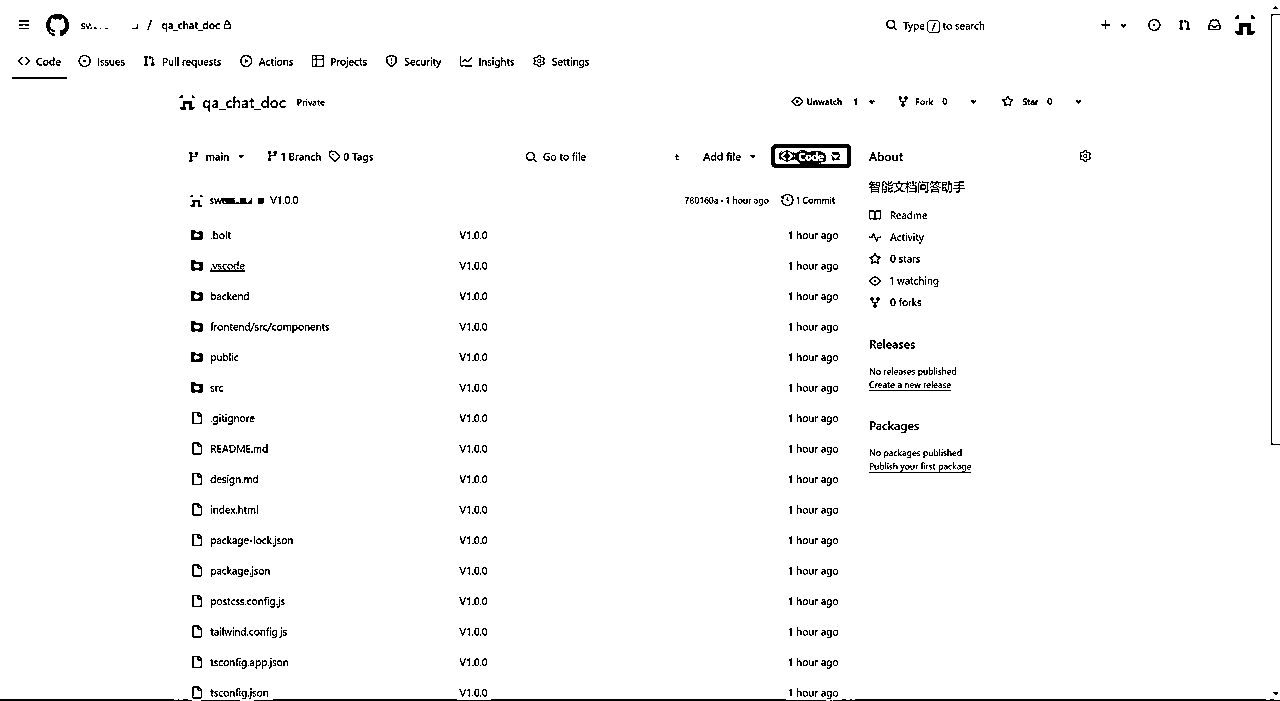 / qa_chat_doc
Type / to search
Code Issues Pull requests Actions Projects Security Insights Settings
qa_chat_doc Private
Unwatch 1 Fork 0 Star 0
main 1 Branch 0 Tags Go to file t Add file Code
V1.0.0 780160a · 1 hour ago 1 Commit
.bolt V1.0.0 1 hour ago
.vscode V1.0.0 1 hour ago
backend V1.0.0 1 hour ago
frontend/src/components V1.0.0 1 hour ago
public V1.0.0 1 hour ago
src V1.0.0 1 hour ago
.gitignore V1.0.0 1 hour ago
README.md V1.0.0 1 hour ago
design.md V1.0.0 1 hour ago
index.html V1.0.0 1 hour ago
package-lock.json V1.0.0 1 hour ago
package.json V1.0.0 1 hour ago
postcss.config.js V1.0.0 1 hour ago
tailwind.config.js V1.0.0 1 hour ago
tsconfig.app.json V1.0.0 1 hour ago
tsconfig.json V1.0.0 1 hour ago
About
智能文档问答助手
Readme
Activity
0 stars
1 watching
0 forks
Releases
No releases published
Create a new release
Packages
No packages published
Publish your first package